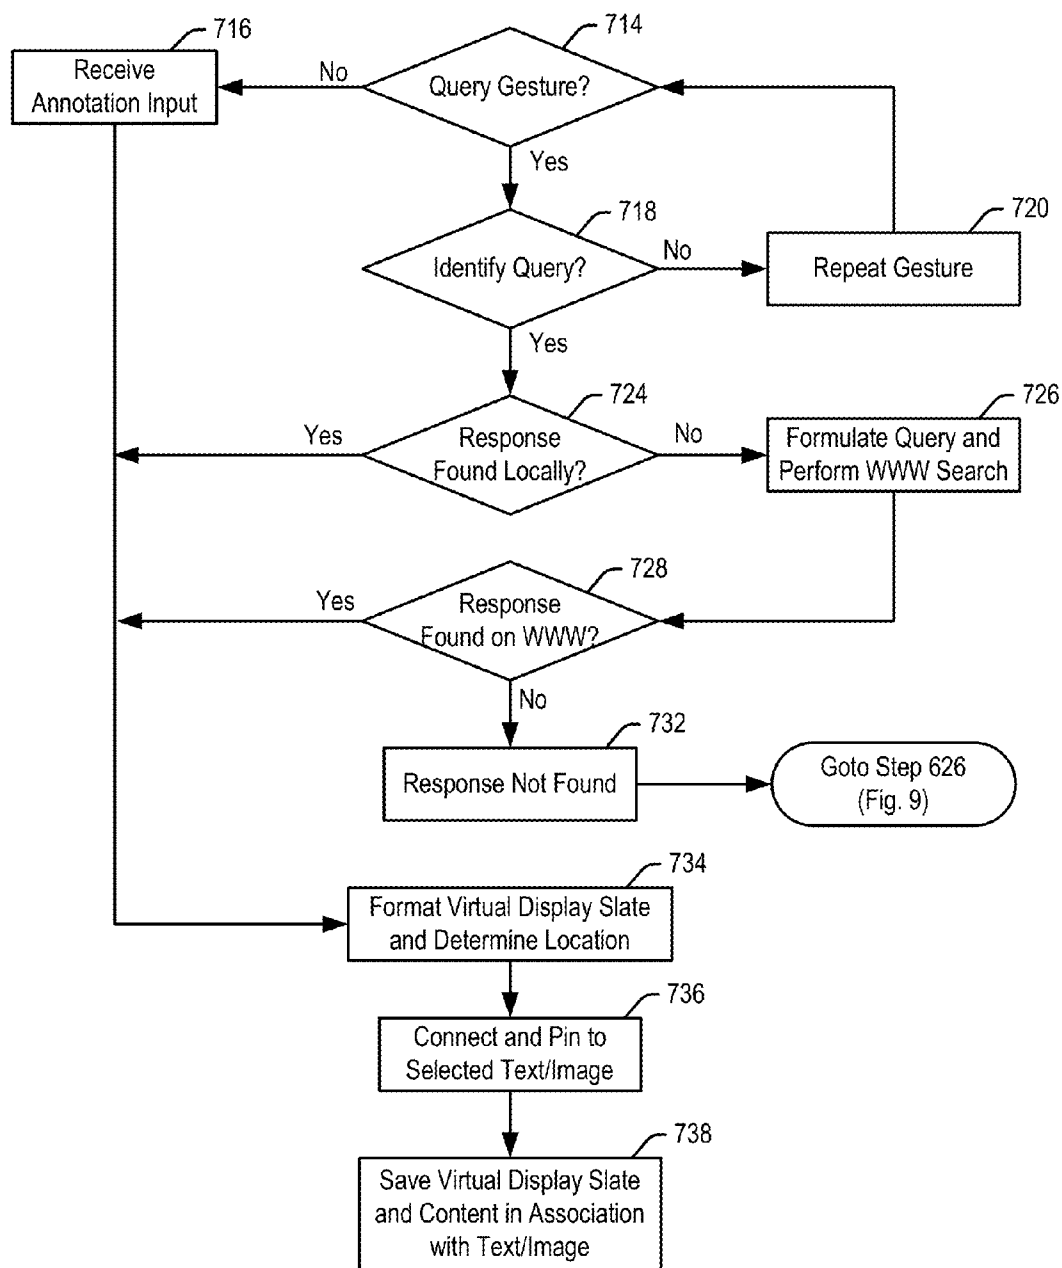 714
716
Receive
Annotation Input
No
Query Gesture?
Yes
718
720
Identify Query?
No
Repeat Gesture
Yes
724
726
Yes
Response
Found Locally?
No
Formulate Query and
Perform WWW Search
728
Yes
Response
Found on WWW?
No
732
Response Not Found
Goto Step 626
(Fig. 9)
734
Format Virtual Display Slate
and Determine Location
736
Connect and Pin to
Selected Text/Image
738
Save Virtual Display Slate
and Content in Association
with Text/Image